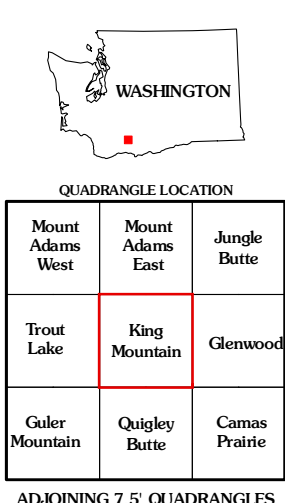 WASHINGTON
QUADRANGLE LOCATION
Mount
Adams
West
Mount
Adams
East
Jungle
Butte
Trout
Lake
King
Mountain
Glenwood
Guler
Mountain
Quigley
Butte
Camas
Prairie
ADJOINING 7.5' QUADRANGLES